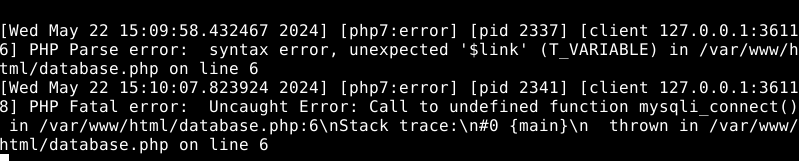 [Wed May 22 15:09:58.432467 2024] [php7:error] [pid 2337] [client 127.0.0.1:3611
6] PHP Parse error:  syntax error, unexpected '$link' (T_VARIABLE) in /var/www/h
tml/database.php on line 6
[Wed May 22 15:10:07.823924 2024] [php7:error] [pid 2341] [client 127.0.0.1:3611
8] PHP Fatal error:  Uncaught Error: Call to undefined function mysqli_connect()
 in /var/www/html/database.php:6\nStack trace:\n#0 {main}\n  thrown in /var/www/
html/database.php on line 6